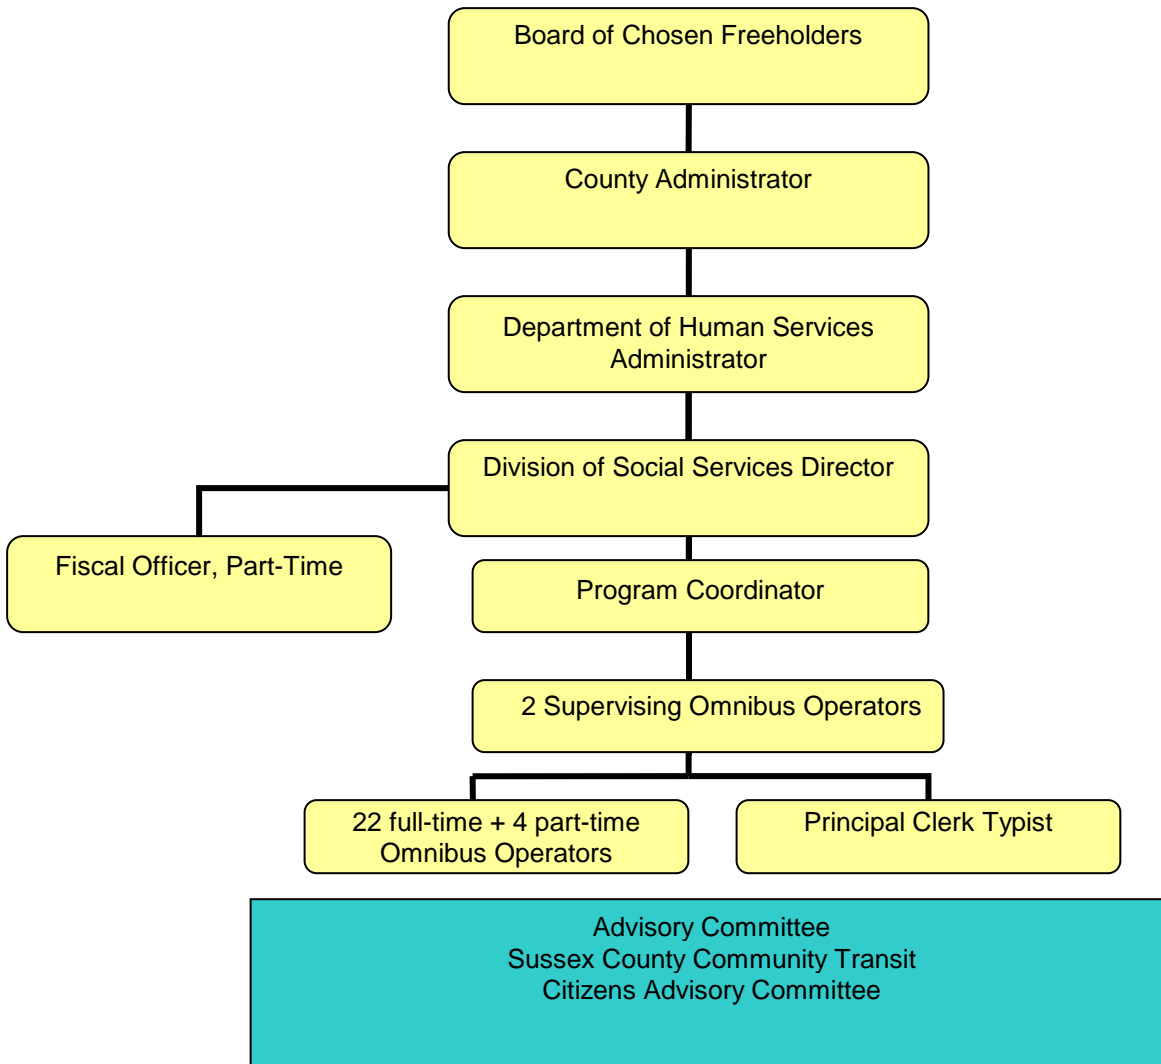 Board of Chosen Freeholders
County Administrator
Department of Human Services
Administrator
Division of Social Services Director
Fiscal Officer, Part-Time
Program Coordinator
2 Supervising Omnibus Operators
22 full-time + 4 part-time
Omnibus Operators
Principal Clerk Typist
Advisory Committee
Sussex County Community Transit
Citizens Advisory Committee